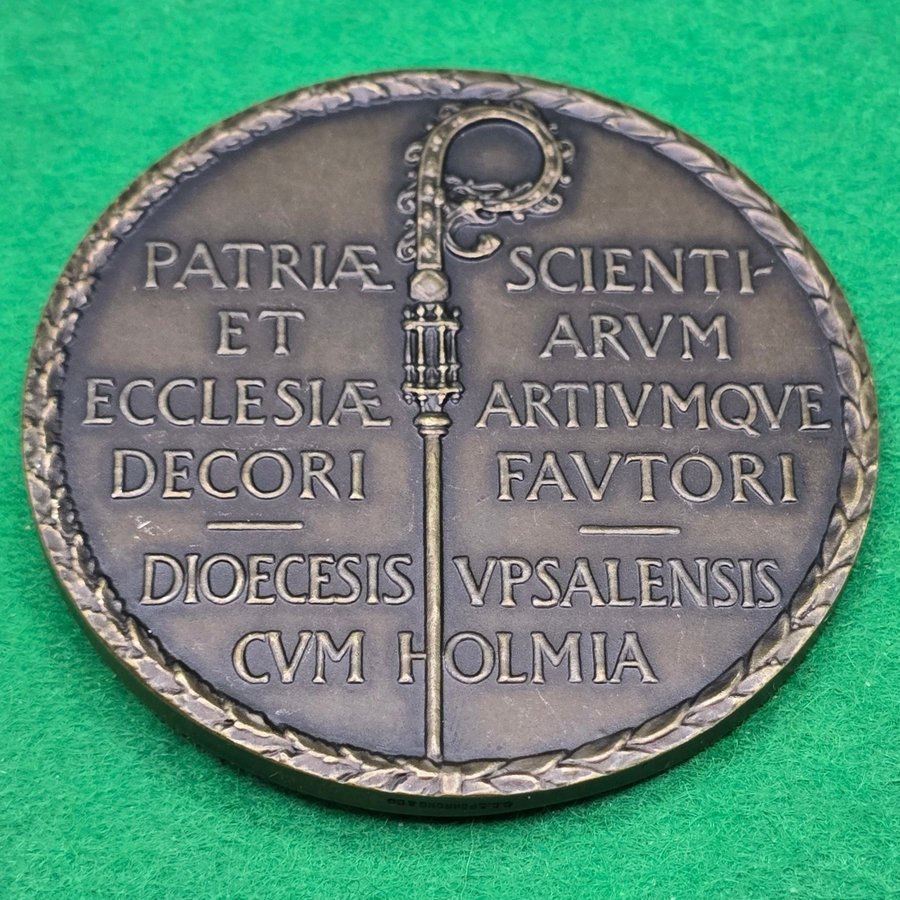 PATRIÆ
ET
ECCLESIÆ
DECORI
SCIENTI-
ARVM
ARTIVMQVE
FAVTORI
DIOECESIS VPSALENSIS
CVM HOLMIA